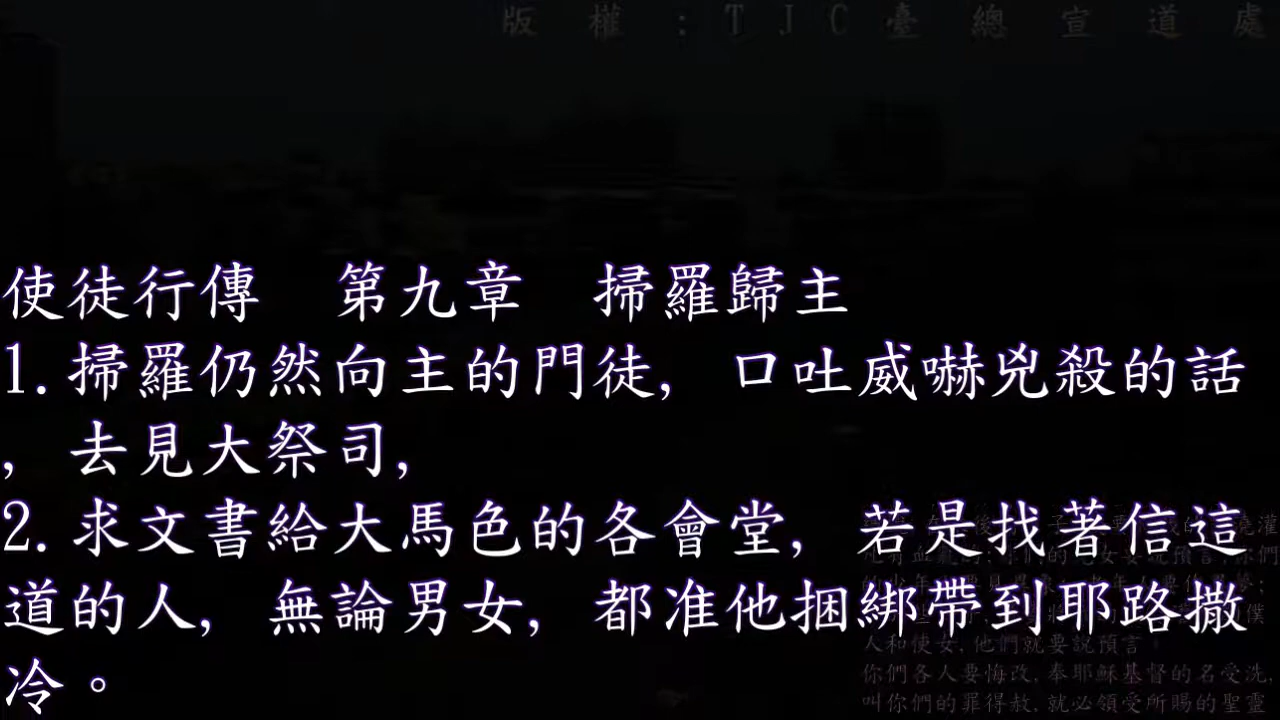 版權:TJC臺總宣道處
使徒行傳 第九章 掃羅歸主
1.掃羅仍然向主的門徒, 口吐威嚇兇殺的話
, 去見大祭司,
2.求文書給大馬色的各會堂, 若是找著信這
道的人, 無論男女, 都准他捆綁帶到耶路撒
冷。
人和使女,他們就要說預言。
你們各人要悔改,奉耶穌基督的名受洗,
叫你們的罪得赦,就必領受所賜的聖靈